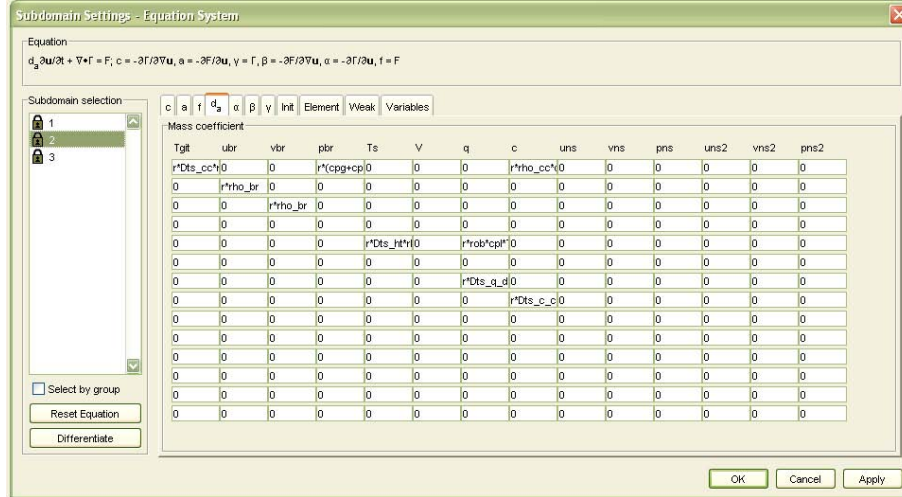 Subdomain Settings - Equation System
Equation
dₐ∂u/∂t + ∇•Γ = F; c = -∂Γ/∂∇u, a = -∂F/∂u, γ = Γ, β = -∂F/∂∇u, α = -∂Γ/∂u, f = F
Subdomain selection
1
2
3
Select by group
Reset Equation
Differentiate
c a f dₐ α β γ Init Element Weak Variables
Mass coefficient
Tgit ubr vbr pbr Ts V q c uns vns pns uns2 vns2 pns2
r*Dts_cc*r 0 0 r*(cpg+cp 0 0 0 r*rho_cc*( 0 0 0 0 0 0
0 r*rho_br 0 0 0 0 0 0 0 0 0 0 0 0
0 0 r*rho_br 0 0 0 0 0 0 0 0 0 0 0
0 0 0 0 0 0 0 0 0 0 0 0 0 0
0 0 0 0 r*Dts_ht*rl 0 r*rob*cpl* 0 0 0 0 0 0 0
0 0 0 0 0 0 0 0 0 0 0 0 0 0
0 0 0 0 0 0 r*Dts_q_d 0 0 0 0 0 0 0
0 0 0 0 0 0 0 r*Dts_c_c 0 0 0 0 0 0
0 0 0 0 0 0 0 0 0 0 0 0 0 0
0 0 0 0 0 0 0 0 0 0 0 0 0 0
0 0 0 0 0 0 0 0 0 0 0 0 0 0
0 0 0 0 0 0 0 0 0 0 0 0 0 0
0 0 0 0 0 0 0 0 0 0 0 0 0 0
0 0 0 0 0 0 0 0 0 0 0 0 0 0
OK Cancel Apply